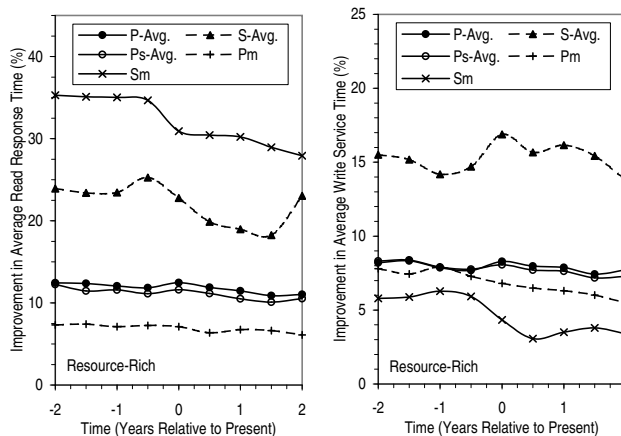 P-Avg.
S-Avg.
Ps-Avg.
Pm
Sm
Improvement in Average Read Response Time (%)
45
40
30
20
10
0
Resource-Rich
-2
-1
0
1
2
Time (Years Relative to Present)
P-Avg.
S-Avg.
Ps-Avg.
Pm
Sm
Improvement in Average Write Service Time (%)
25
20
15
10
5
0
Resource-Rich
-2
-1
0
1
Time (Years Relative to Present)